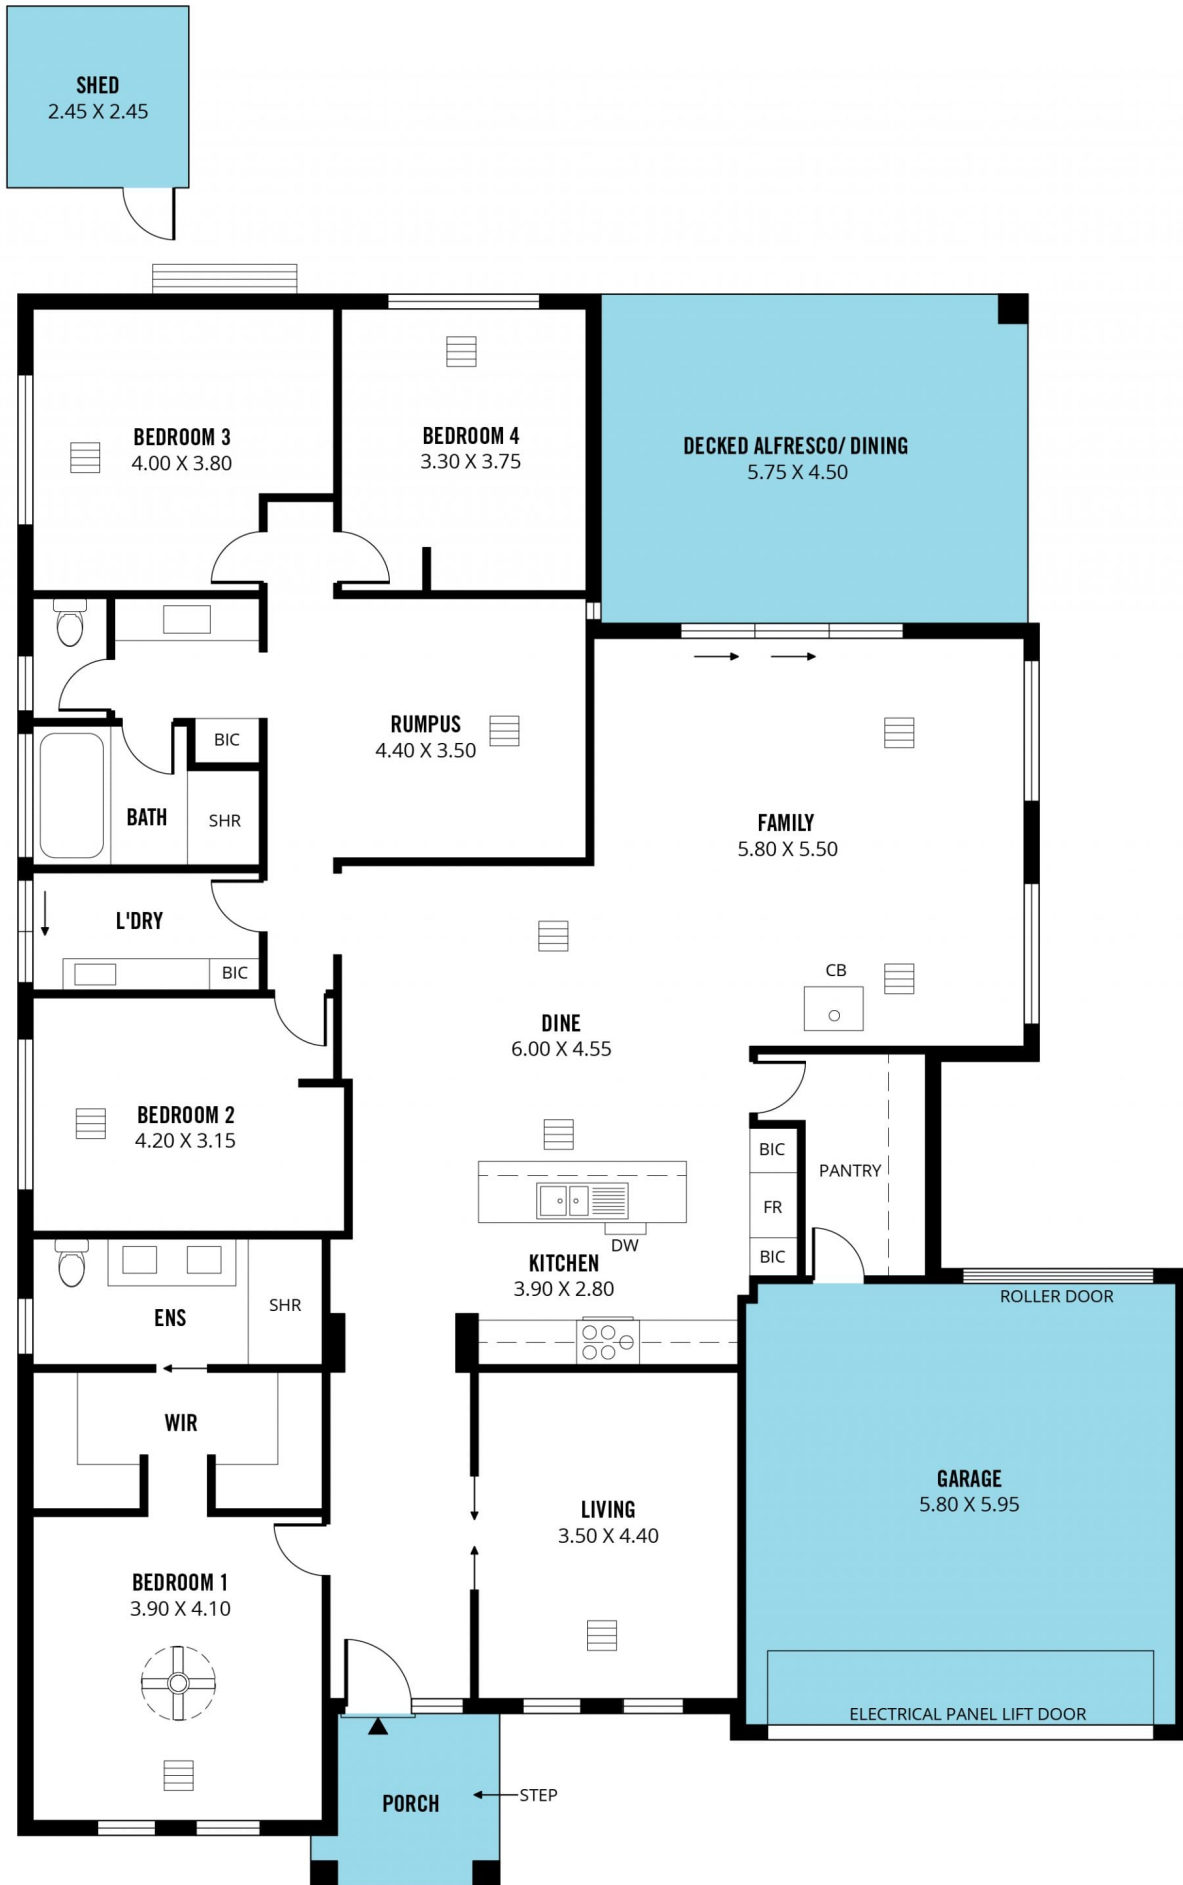 SHED
2.45 X 2.45
BEDROOM 3
4.00 X 3.80
BEDROOM 4
3.30 X 3.75
DECKED ALFRESCO/ DINING
5.75 X 4.50
RUMPUS
4.40 X 3.50
BIC
BATH
SHR
FAMILY
5.80 X 5.50
L'DRY
BIC
CB
DINE
6.00 X 4.55
BEDROOM 2
4.20 X 3.15
BIC
PANTRY
FR
DW
BIC
KITCHEN
3.90 X 2.80
ROLLER DOOR
ENS
SHR
WIR
GARAGE
5.80 X 5.95
LIVING
3.50 X 4.40
BEDROOM 1
3.90 X 4.10
ELECTRICAL PANEL LIFT DOOR
PORCH
STEP